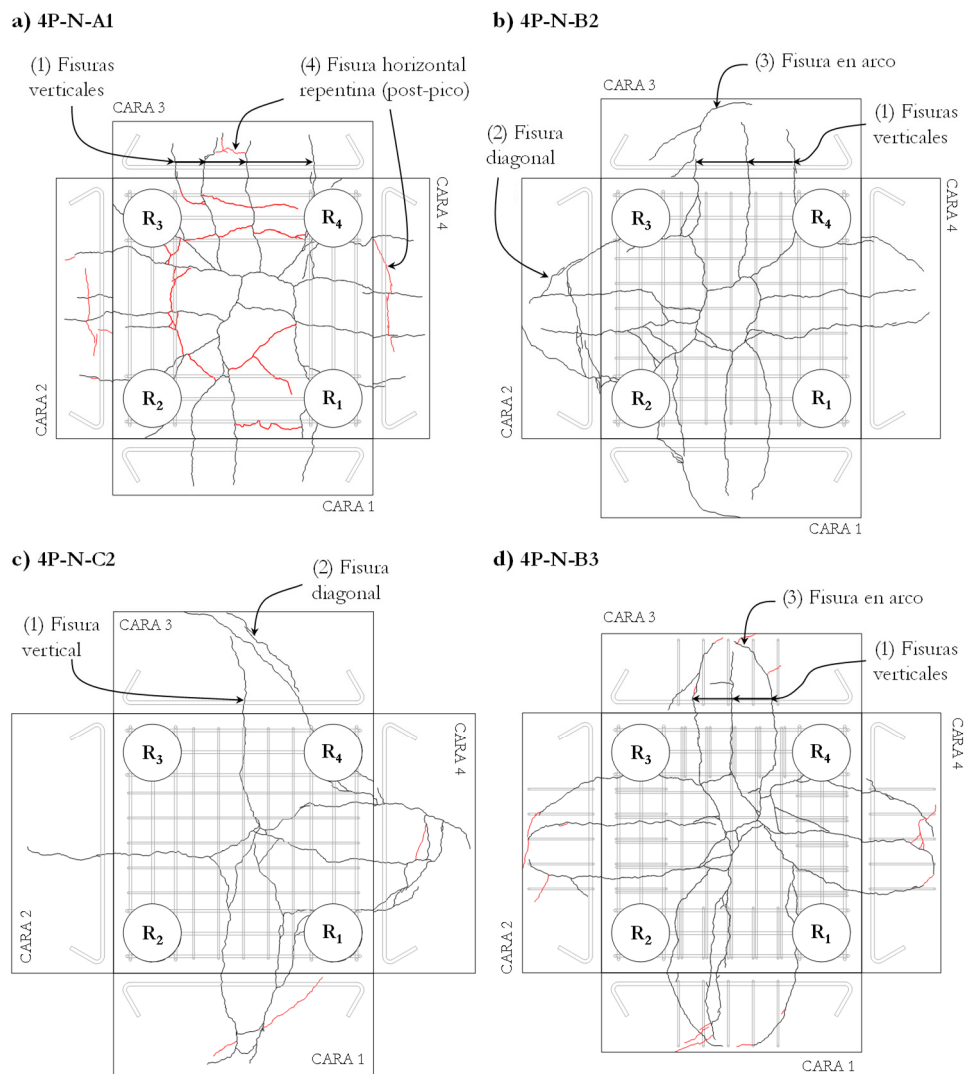 a) 4P-N-A1
(1) Fisuras
verticales
(4) Fisura horizontal
repentina (post-pico)
CARA 3
CARA 4
R3
R4
R2
R1
CARA 2
CARA 1
b) 4P-N-B2
(3) Fisura en arco
(1) Fisuras
verticales
(2) Fisura
diagonal
CARA 3
CARA 4
R3
R4
R2
R1
CARA 2
CARA 1
c) 4P-N-C2
(2) Fisura
diagonal
(1) Fisura
vertical
CARA 3
CARA 4
R3
R4
R2
R1
CARA 2
CARA 1
d) 4P-N-B3
(3) Fisura en arco
(1) Fisuras
verticales
CARA 3
CARA 4
R3
R4
R2
R1
CARA 2
CARA 1